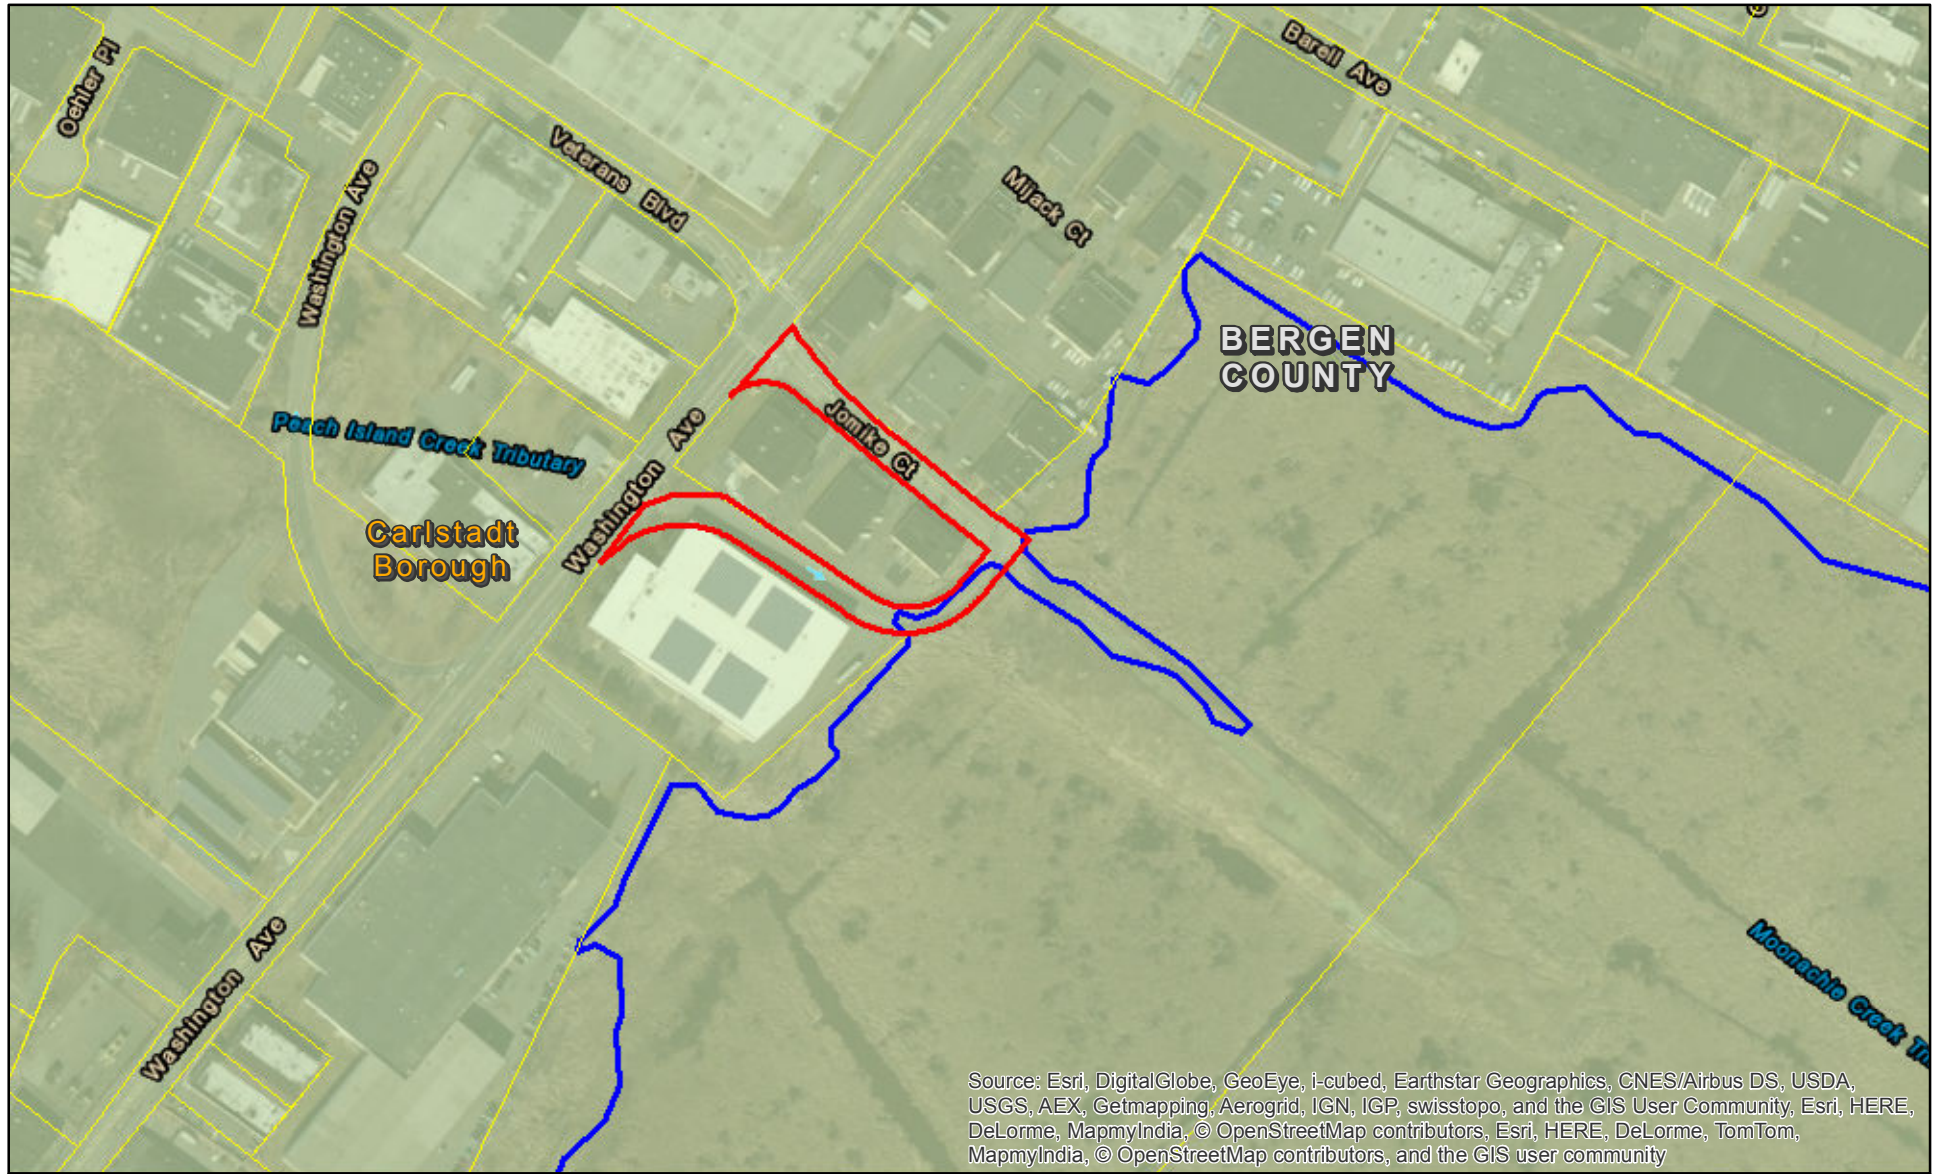 Oehler Pl
Barell Ave
Veterans Blvd
Washington Ave
Mijack Ct
BERGEN
COUNTY
Jomike Ct
Peach Island Creek Tributary
Washington Ave
Carlstadt
Borough
Washington Ave
Moonachie Creek
Source: Esri, DigitalGlobe, GeoEye, i-cubed, Earthstar Geographics, CNES/Airbus DS, USDA,
USGS, AEX, Getmapping, Aerogrid, IGN, IGP, swisstopo, and the GIS User Community, Esri, HERE,
DeLorme, MapmyIndia, © OpenStreetMap contributors, Esri, HERE, DeLorme, TomTom,
MapmyIndia, © OpenStreetMap contributors, and the GIS user community